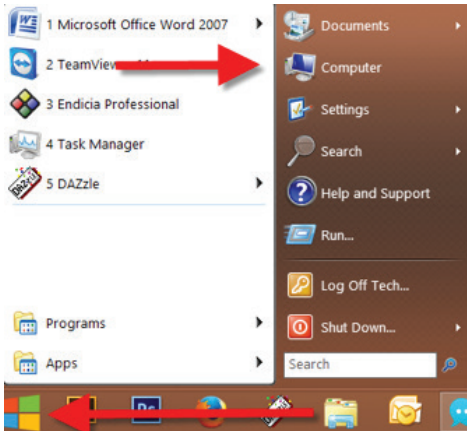 1 Microsoft Office Word 2007
2 TeamView
3 Endicia Professional
4 Task Manager
5 DAZzle
Programs
Apps
Documents
Computer
Settings
Search
Help and Support
Run...
Log Off Tech...
Shut Down...
Search